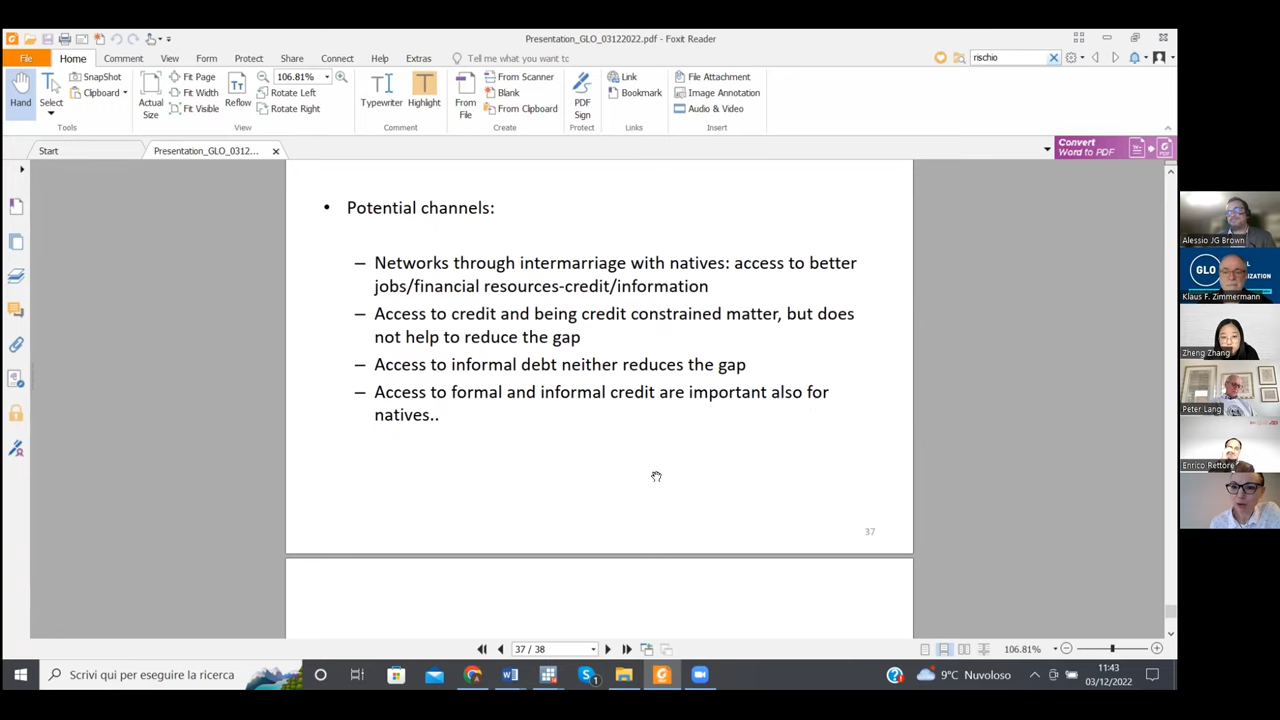 Presentation_GLO_03122022.pdf - Foxit Reader
File Home Comment View Form Protect Share Connect Help Extras Tell me what you want to rischio
Hand
Select
SnapShot
Clipboard
Tools
Actual Size
Fit Page
Fit Width
Fit Visible
Reflow
106.81%
Rotate Left
Rotate Right
View
Typewriter
Highlight
Comment
From File
From Scanner
Blank
From Clipboard
Create
PDF Sign
Protect
Link
Bookmark
Links
File Attachment
Image Annotation
Audio & Video
Insert
Start
Presentation_GLO_0312...
Convert
Word to PDF
• Potential channels:
– Networks through intermarriage with natives: access to better
jobs/financial resources-credit/information
– Access to credit and being credit constrained matter, but does
not help to reduce the gap
– Access to informal debt neither reduces the gap
– Access to formal and informal credit are important also for
natives..
37
Alessio JG Brown
GLO
Klaus F. Zimmermann
Zheng Zhang
Peter Lang
Enrico Rettore
37 / 38
106.81%
Scrivi qui per eseguire la ricerca
1
9°C Nuvoloso
11:43
03/12/2022